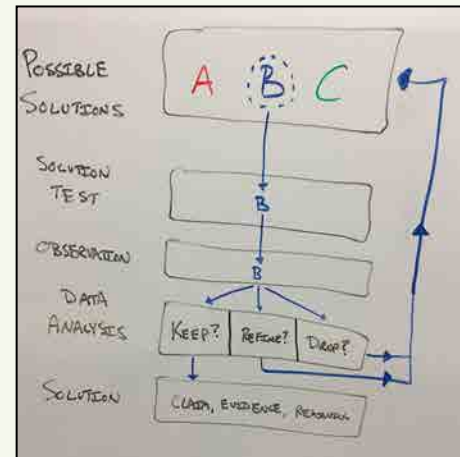 POSSIBLE
SOLUTIONS
A B C
SOLUTION
TEST
B
OBSERVATION
B
DATA
ANALYSIS
KEEP? REFINE? DROP?
SOLUTION
CLAIM, EVIDENCE, REASONING